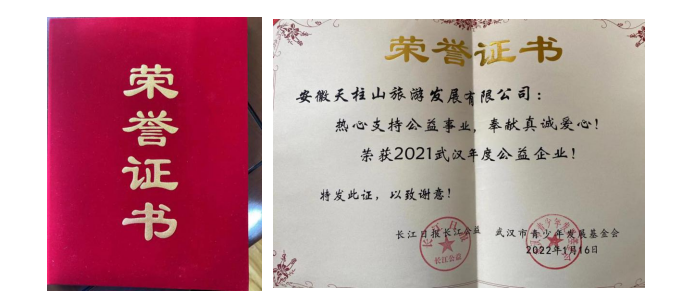 荣誉证书
荣誉证书
安徽天柱山旅游发展有限公司：
热心支持公益事业，奉献真诚爱心！
荣获2021武汉年度公益企业！
特发此证，以致谢意！
长江日报长江公益 武汉市青少年发展基金会
长江公益
2022年1月16日